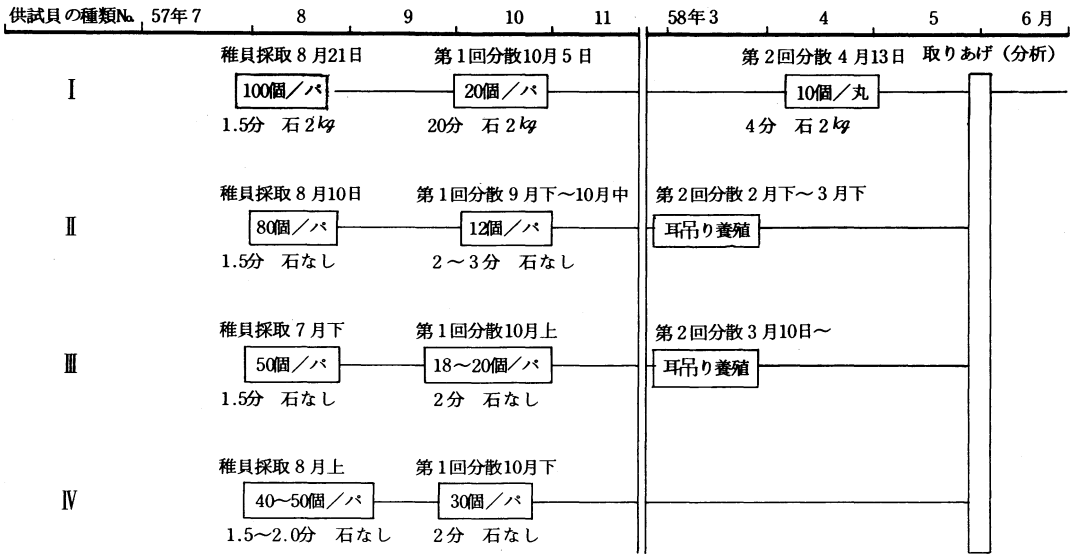 供試貝の種類No. 57年7 8 9 10 11 58年3 4 5 6月
稚貝採取8月21日 第1回分散10月5日 第2回分散4月13日 取りあげ(分析)
I 100個/パ 20個/パ 10個/丸
1.5分 石2kg 20分 石2kg 4分 石2kg
稚貝採取8月10日 第1回分散9月下〜10月中 第2回分散2月下〜3月下
II 80個/パ 12個/パ 耳吊り養殖
1.5分 石なし 2〜3分 石なし
稚貝採取7月下 第1回分散10月上 第2回分散3月10日〜
III 50個/パ 18〜20個/パ 耳吊り養殖
1.5分 石なし 2分 石なし
稚貝採取8月上 第1回分散10月下
IV 40〜50個/パ 30個/パ
1.5〜2.0分 石なし 2分 石なし